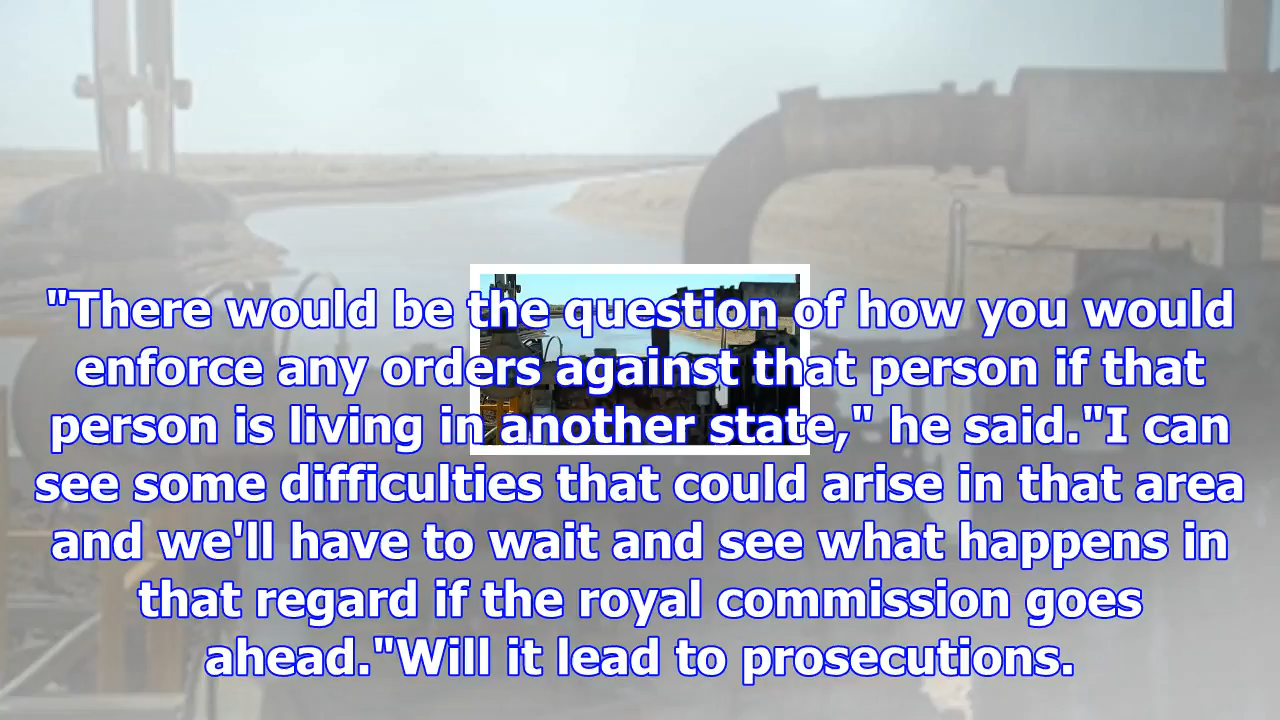 "There would be the question of how you would
enforce any orders against that person if that
person is living in another state," he said."I can
see some difficulties that could arise in that area
and we'll have to wait and see what happens in
that regard if the royal commission goes
ahead."Will it lead to prosecutions.